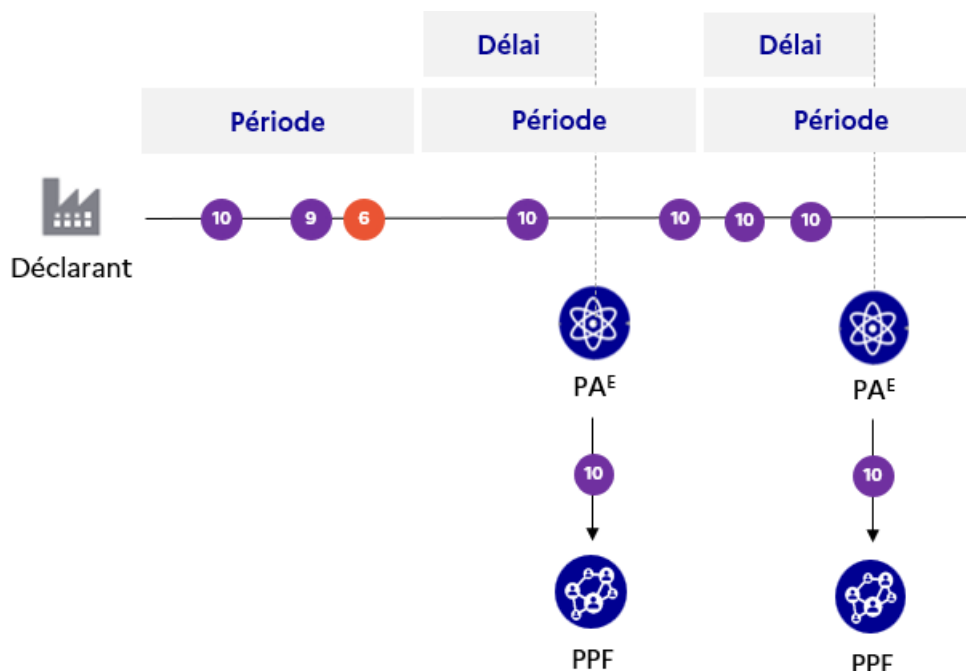 Délai Délai
Période Période Période
10 9 6 10 10 10 10
Déclarant
PAᴱ PAᴱ
10 10
PPF PPF